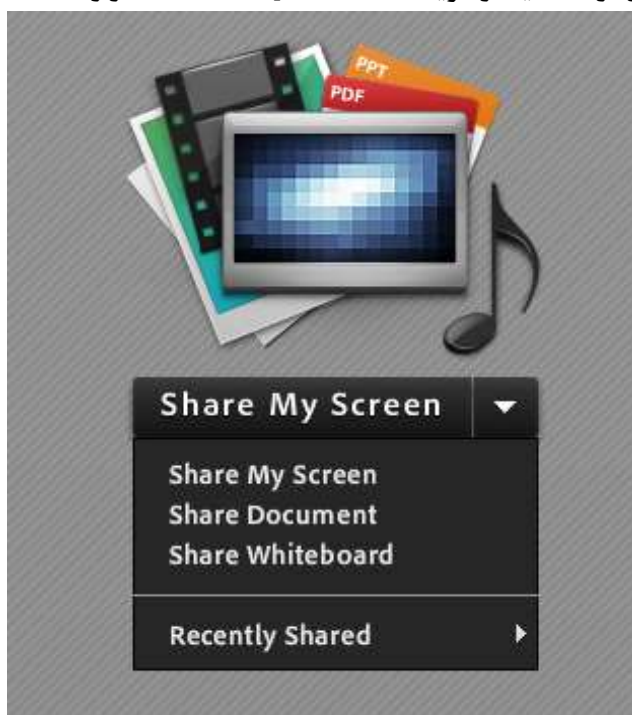 PPT
PDF
Share My Screen
Share My Screen
Share Document
Share Whiteboard
Recently Shared